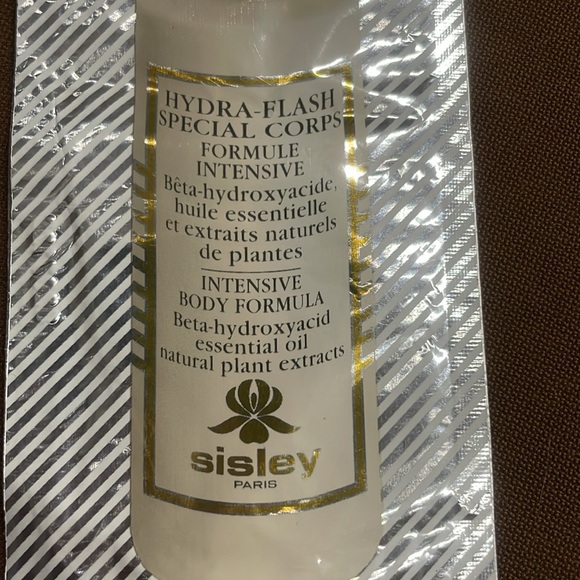 HYDRA-FLASH
SPECIAL CORPS
FORMULE
INTENSIVE
Bêta-hydroxyacide,
huile essentielle
et extraits naturels
de plantes
INTENSIVE
BODY FORMULA
Beta-hydroxyacid
essential oil
natural plant extracts
sisley
PARIS